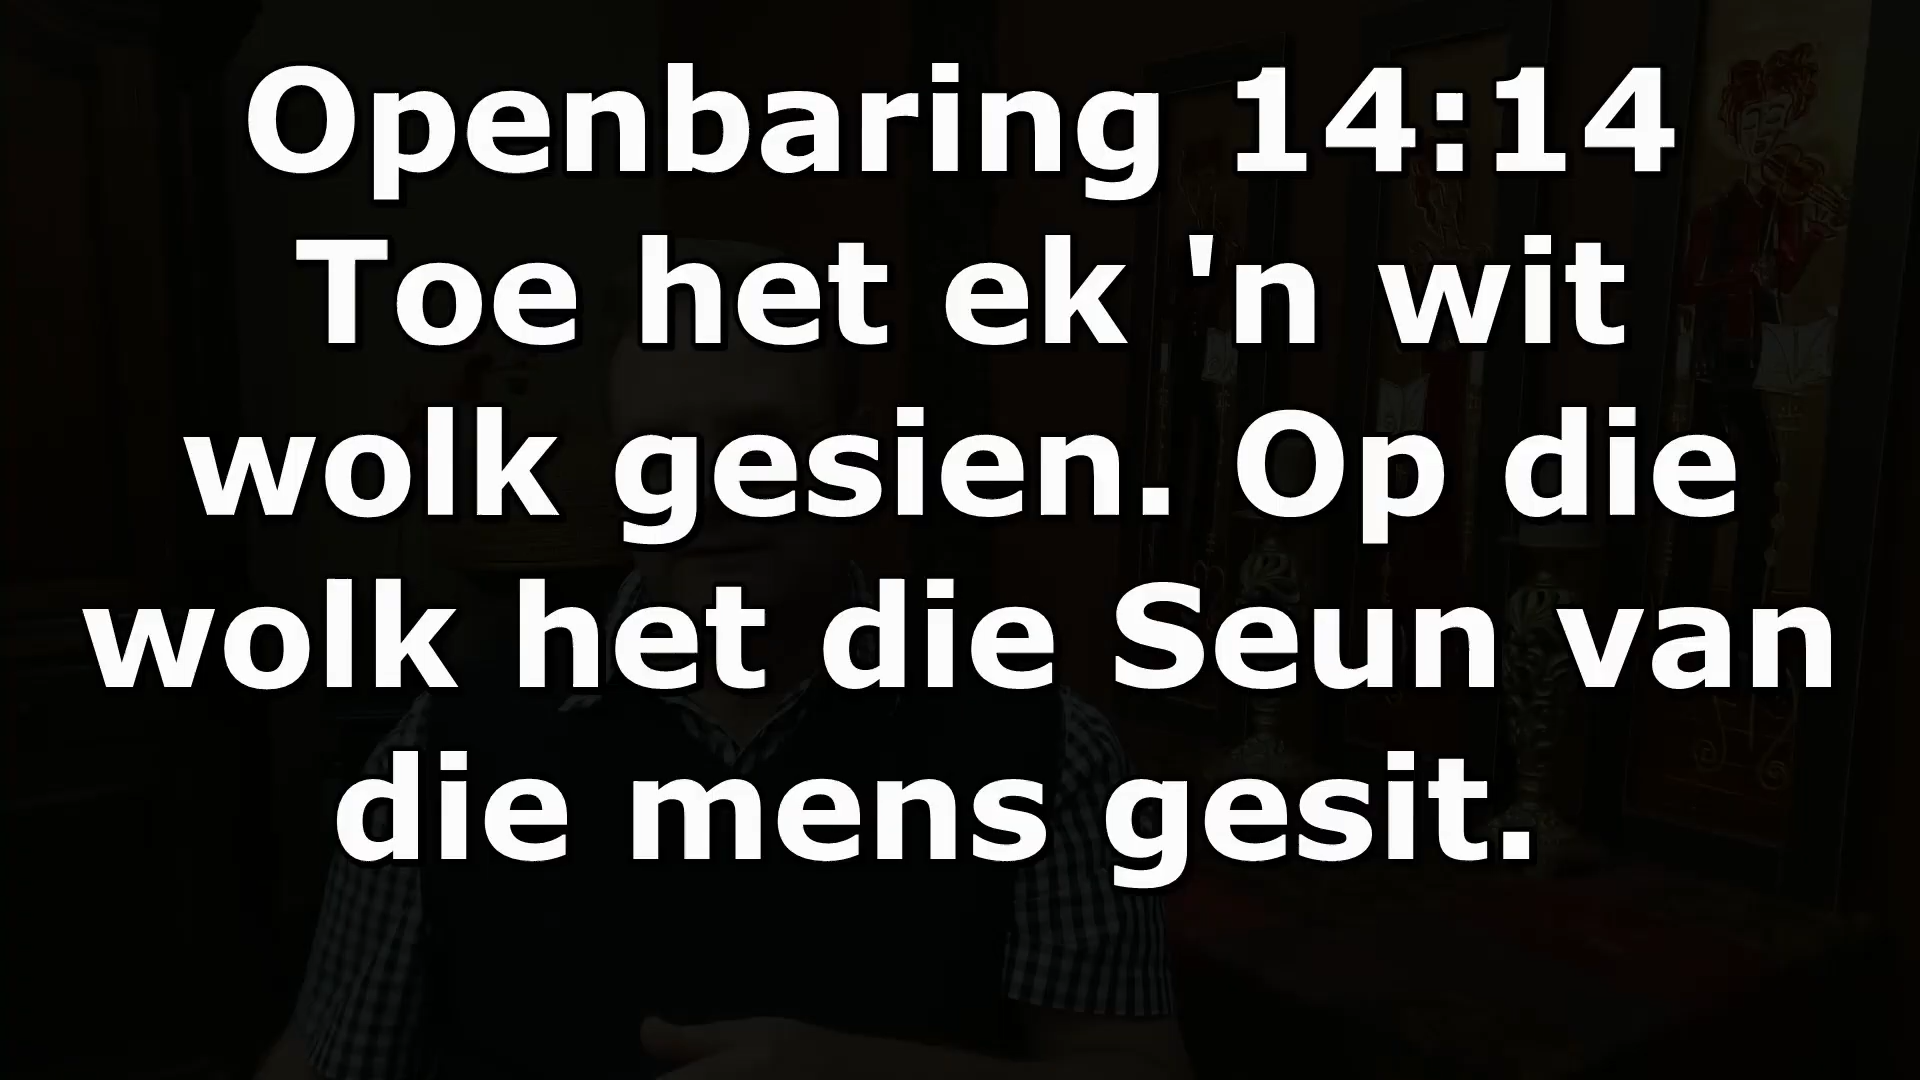 Openbaring 14:14
Toe het ek 'n wit
wolk gesien. Op die
wolk het die Seun van
die mens gesit.